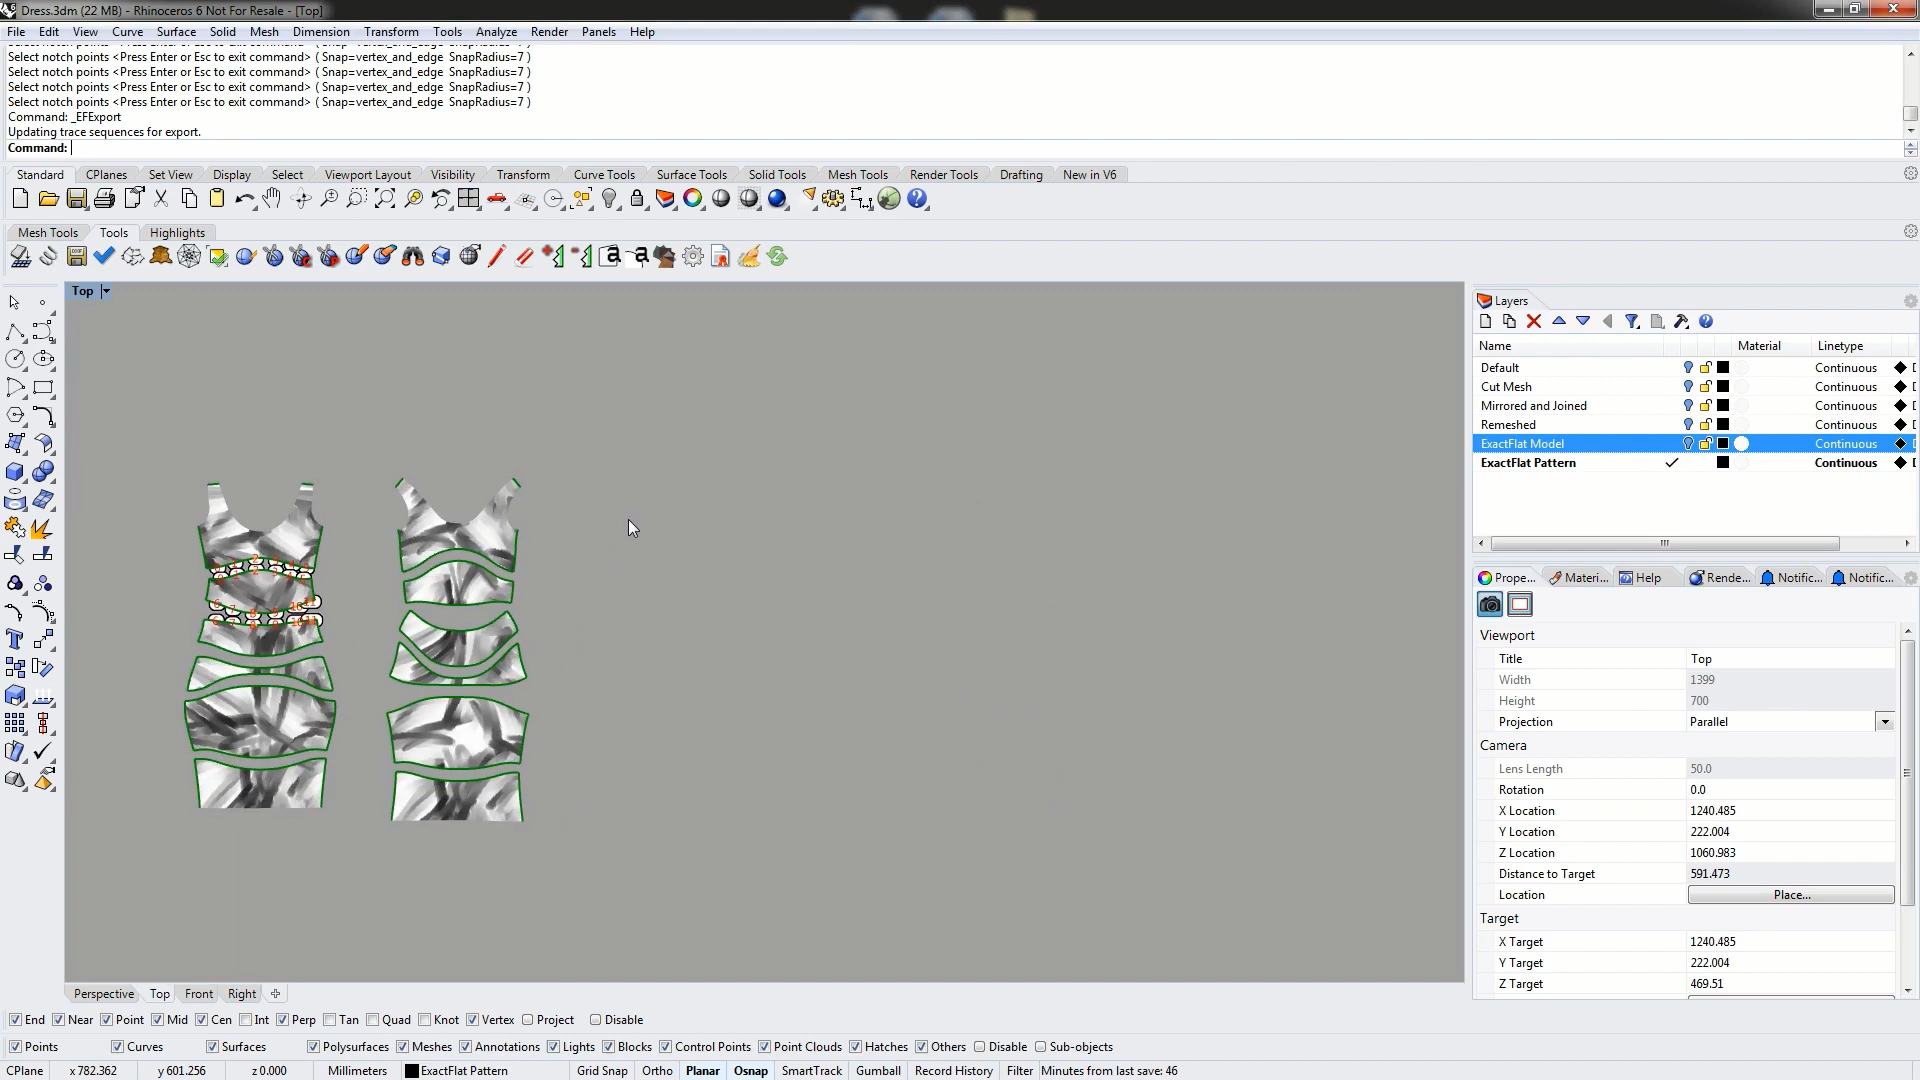 Dress.3dm (22 MB) - Rhinoceros 6 Not For Resale - [Top]
File Edit View Curve Surface Solid Mesh Dimension Transform Tools Analyze Render Panels Help
Select notch points <Press Enter or Esc to exit command> ( Snap=vertex_and_edge SnapRadius=7 )
Select notch points <Press Enter or Esc to exit command> ( Snap=vertex_and_edge SnapRadius=7 )
Select notch points <Press Enter or Esc to exit command> ( Snap=vertex_and_edge SnapRadius=7 )
Select notch points <Press Enter or Esc to exit command> ( Snap=vertex_and_edge SnapRadius=7 )
Command: _EFExport
Updating trace sequences for export.
Command:
Standard CPlanes Set View Display Select Viewport Layout Visibility Transform Curve Tools Surface Tools Solid Tools Mesh Tools Render Tools Drafting New in V6
Mesh Tools Tools Highlights
Top
Layers
Name Material Linetype
Default Continuous
Cut Mesh Continuous
Mirrored and Joined Continuous
Remeshed Continuous
ExactFlat Model Continuous
ExactFlat Pattern Continuous
Prope... Materi... Help Rende... Notific... Notific...
Viewport
Title Top
Width 1399
Height 700
Projection Parallel
Camera
Lens Length 50.0
Rotation 0.0
X Location 1240.485
Y Location 222.004
Z Location 1060.983
Distance to Target 591.473
Location Place...
Target
X Target 1240.485
Y Target 222.004
Z Target 469.51
Perspective Top Front Right
End Near Point Mid Cen Int Perp Tan Quad Knot Vertex Project Disable
Points Curves Surfaces Polysurfaces Meshes Annotations Lights Blocks Control Points Point Clouds Hatches Others Disable Sub-objects
CPlane x 782.362 y 601.256 z 0.000 Millimeters ExactFlat Pattern Grid Snap Ortho Planar Osnap SmartTrack Gumball Record History Filter Minutes from last save: 46